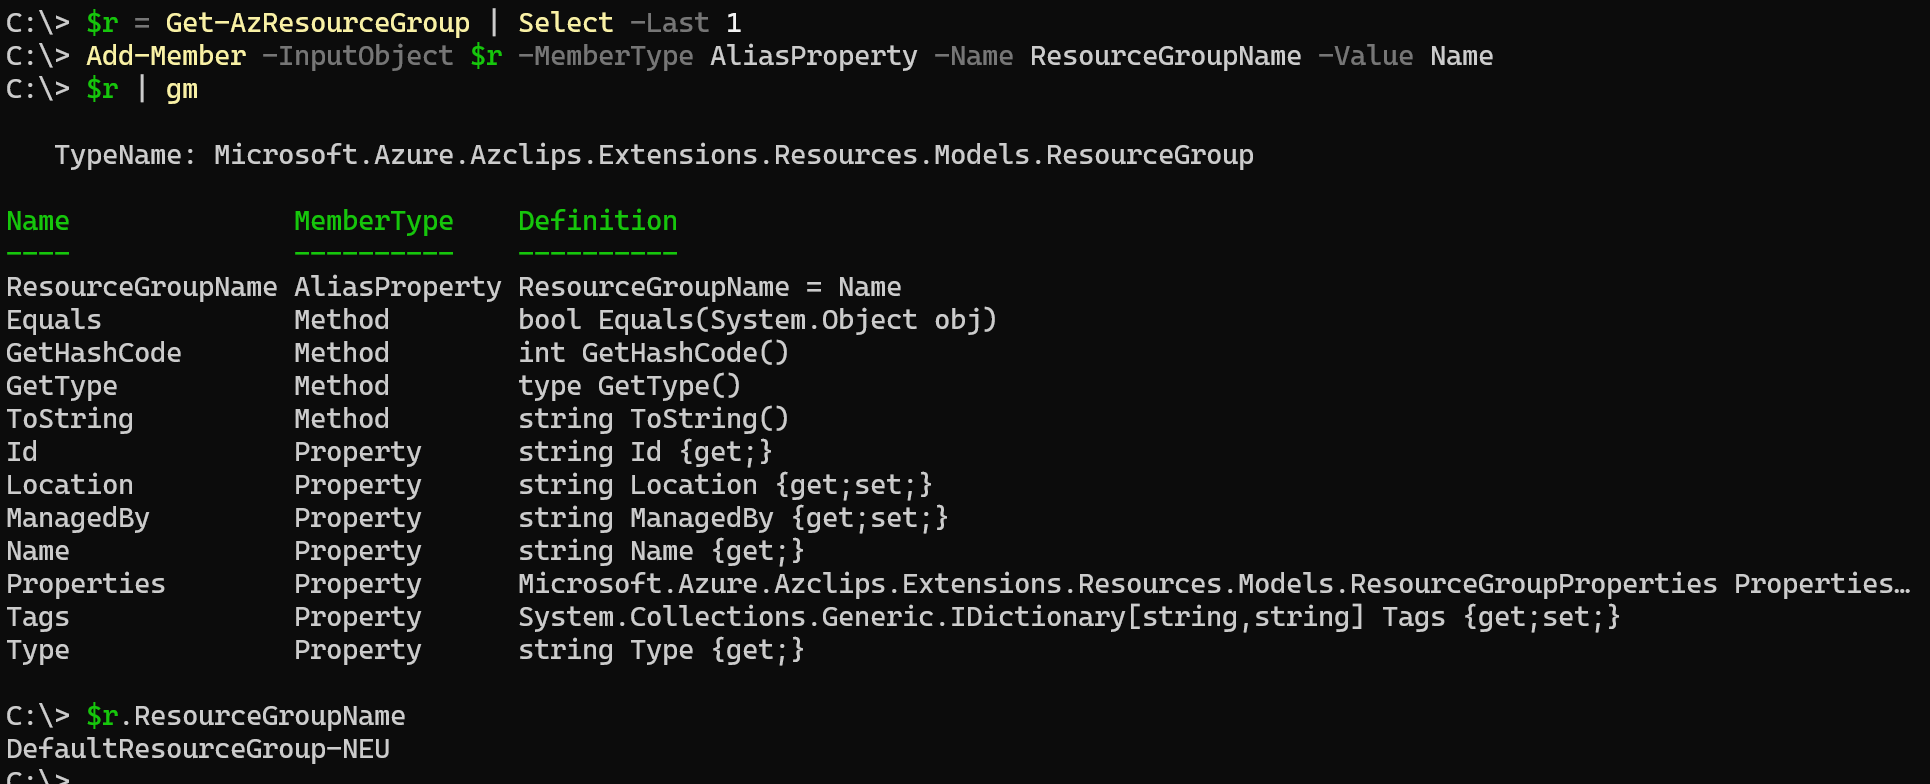 C:\> $r = Get-AzResourceGroup | Select -Last 1
C:\> Add-Member -InputObject $r -MemberType AliasProperty -Name ResourceGroupName -Value Name
C:\> $r | gm
TypeName: Microsoft.Azure.Azclips.Extensions.Resources.Models.ResourceGroup
Name MemberType Definition
---- ---------- ----------
ResourceGroupName AliasProperty ResourceGroupName = Name
Equals Method bool Equals(System.Object obj)
GetHashCode Method int GetHashCode()
GetType Method type GetType()
ToString Method string ToString()
Id Property string Id {get;}
Location Property string Location {get;set;}
ManagedBy Property string ManagedBy {get;set;}
Name Property string Name {get;}
Properties Property Microsoft.Azure.Azclips.Extensions.Resources.Models.ResourceGroupProperties Properties…
Tags Property System.Collections.Generic.IDictionary[string,string] Tags {get;set;}
Type Property string Type {get;}
C:\> $r.ResourceGroupName
DefaultResourceGroup-NEU
C:\>